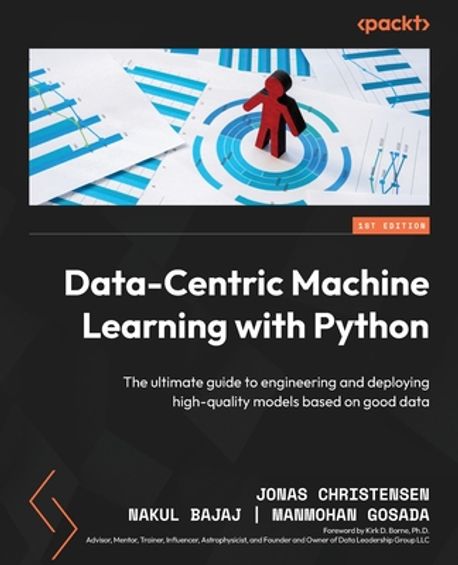 <packt>
1ST EDITION
Data-Centric Machine
Learning with Python
The ultimate guide to engineering and deploying
high-quality models based on good data
JONAS CHRISTENSEN
NAKUL BAJAJ | MANMOHAN GOSADA
Foreword by Kirk D. Borne, Ph.D.
Advisor, Mentor, Trainer, Influencer, Astrophysicist, and Founder and Owner of Data Leadership Group LLC